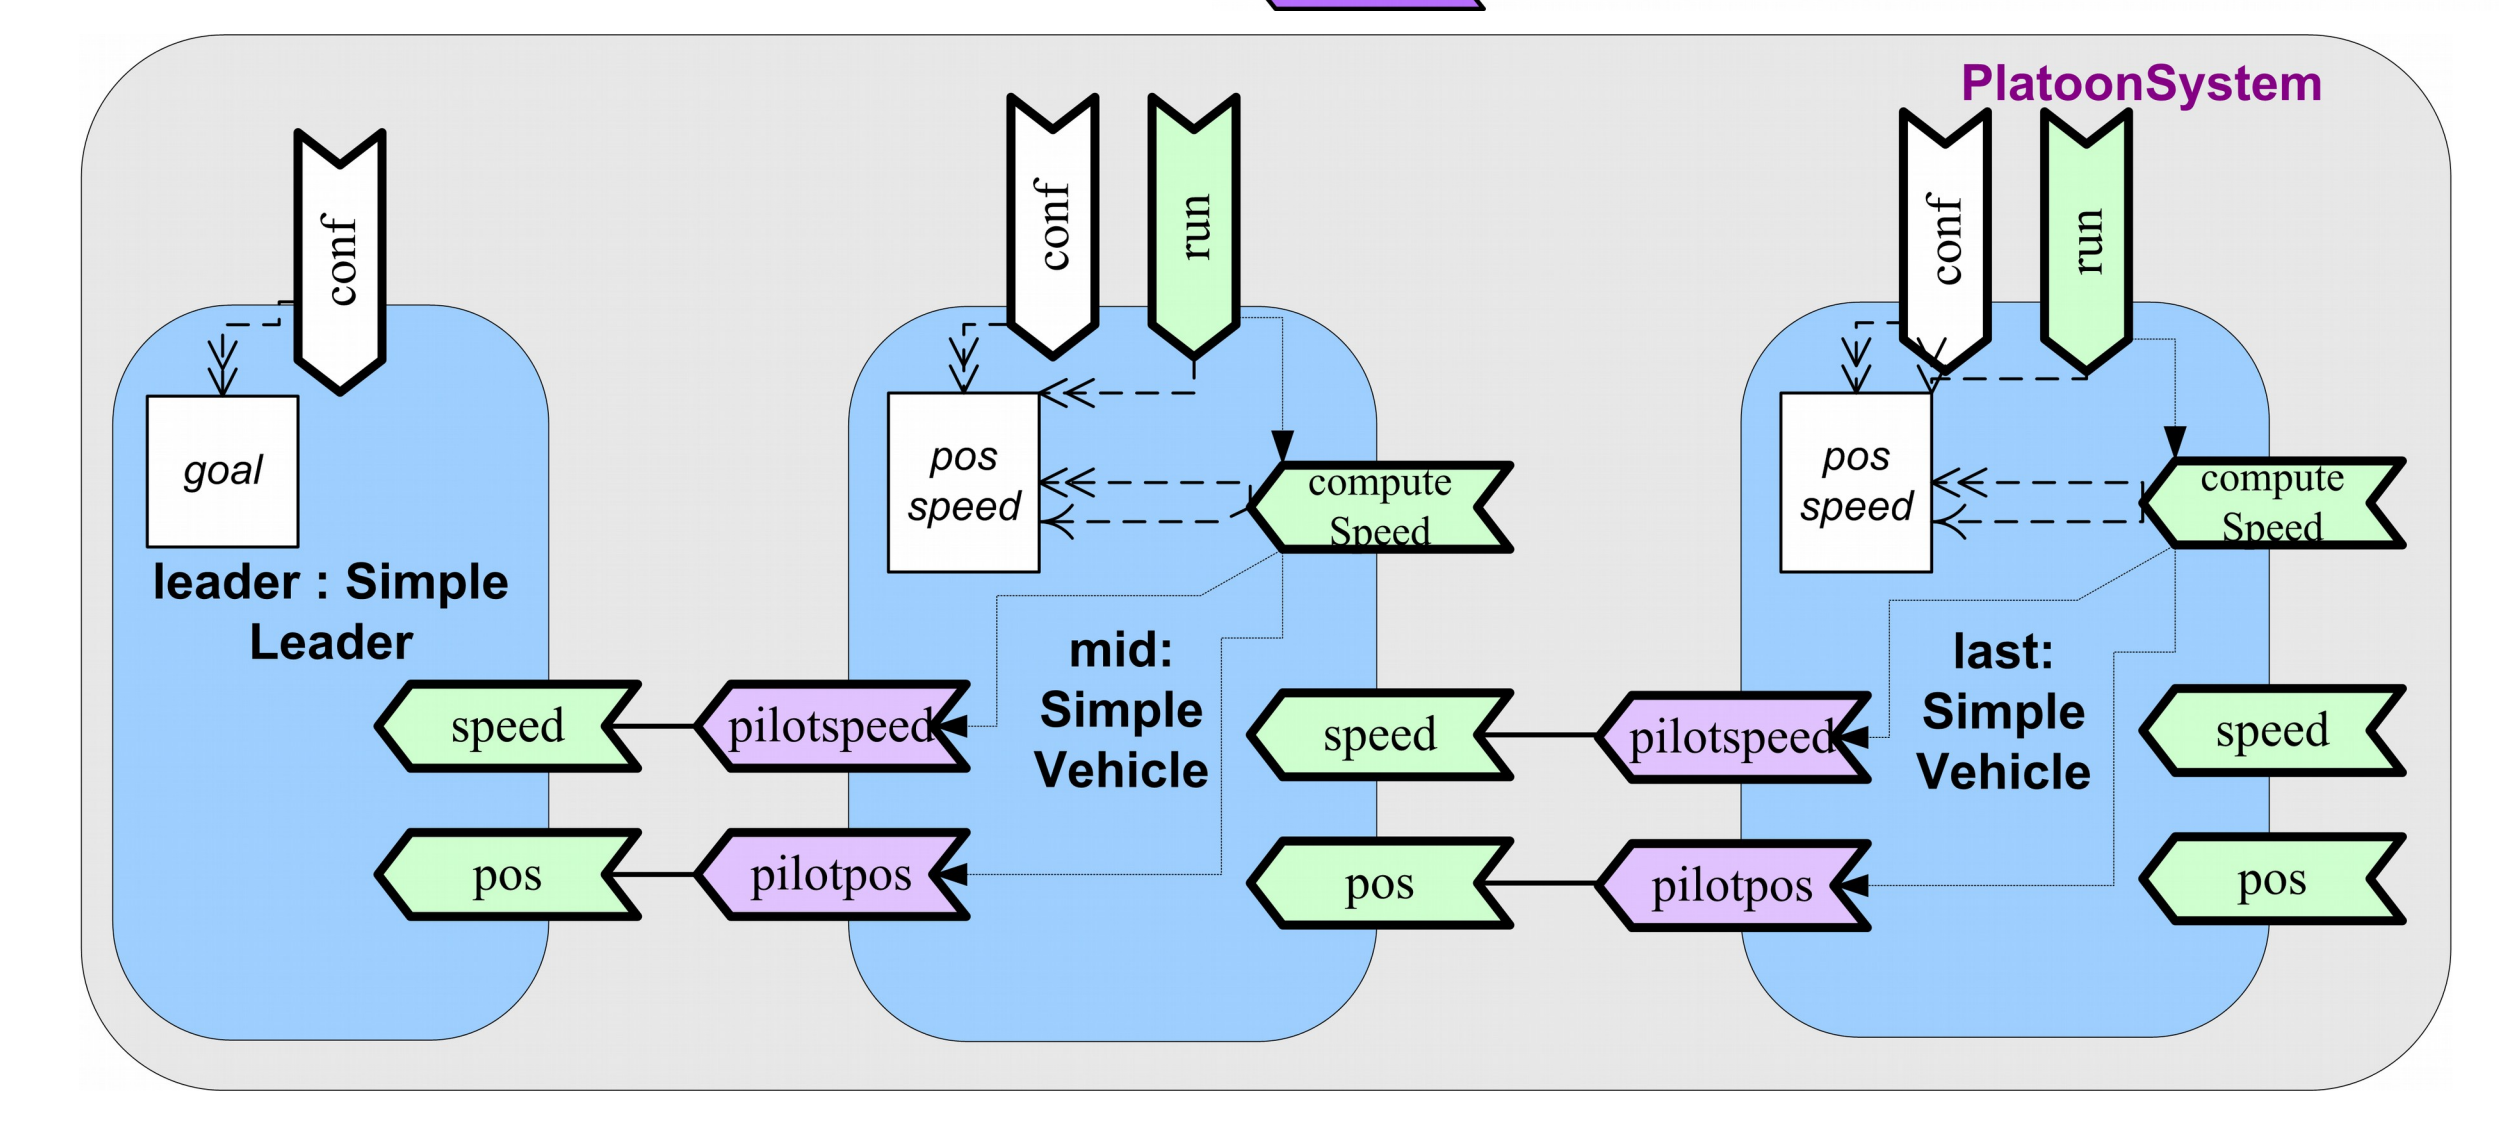 PlatoonSystem
conf
goal
leader : Simple
Leader
speed
pos
conf
run
pos
speed
compute
Speed
pilotspeed
pilotpos
mid:
Simple
Vehicle
speed
pos
conf
run
pos
speed
compute
Speed
pilotspeed
pilotpos
last:
Simple
Vehicle
speed
pos